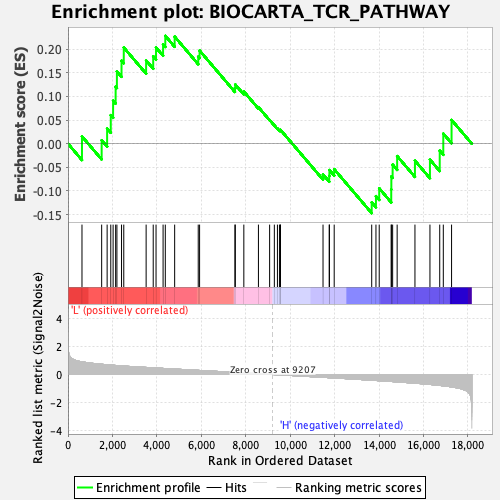 Enrichment plot: BIOCARTA_TCR_PATHWAY
Enrichment score (ES)
0.20
0.15
0.10
0.05
0.00
-0.05
-0.10
-0.15
'L' (positively correlated)
Ranked list metric (Signal2Noise)
4
2
0
-2
-4
Zero cross at 9207
'H' (negatively correlated)
0
2,000
4,000
6,000
8,000
10,000
12,000
14,000
16,000
18,000
Rank in Ordered Dataset
Enrichment profile
Hits
Ranking metric scores